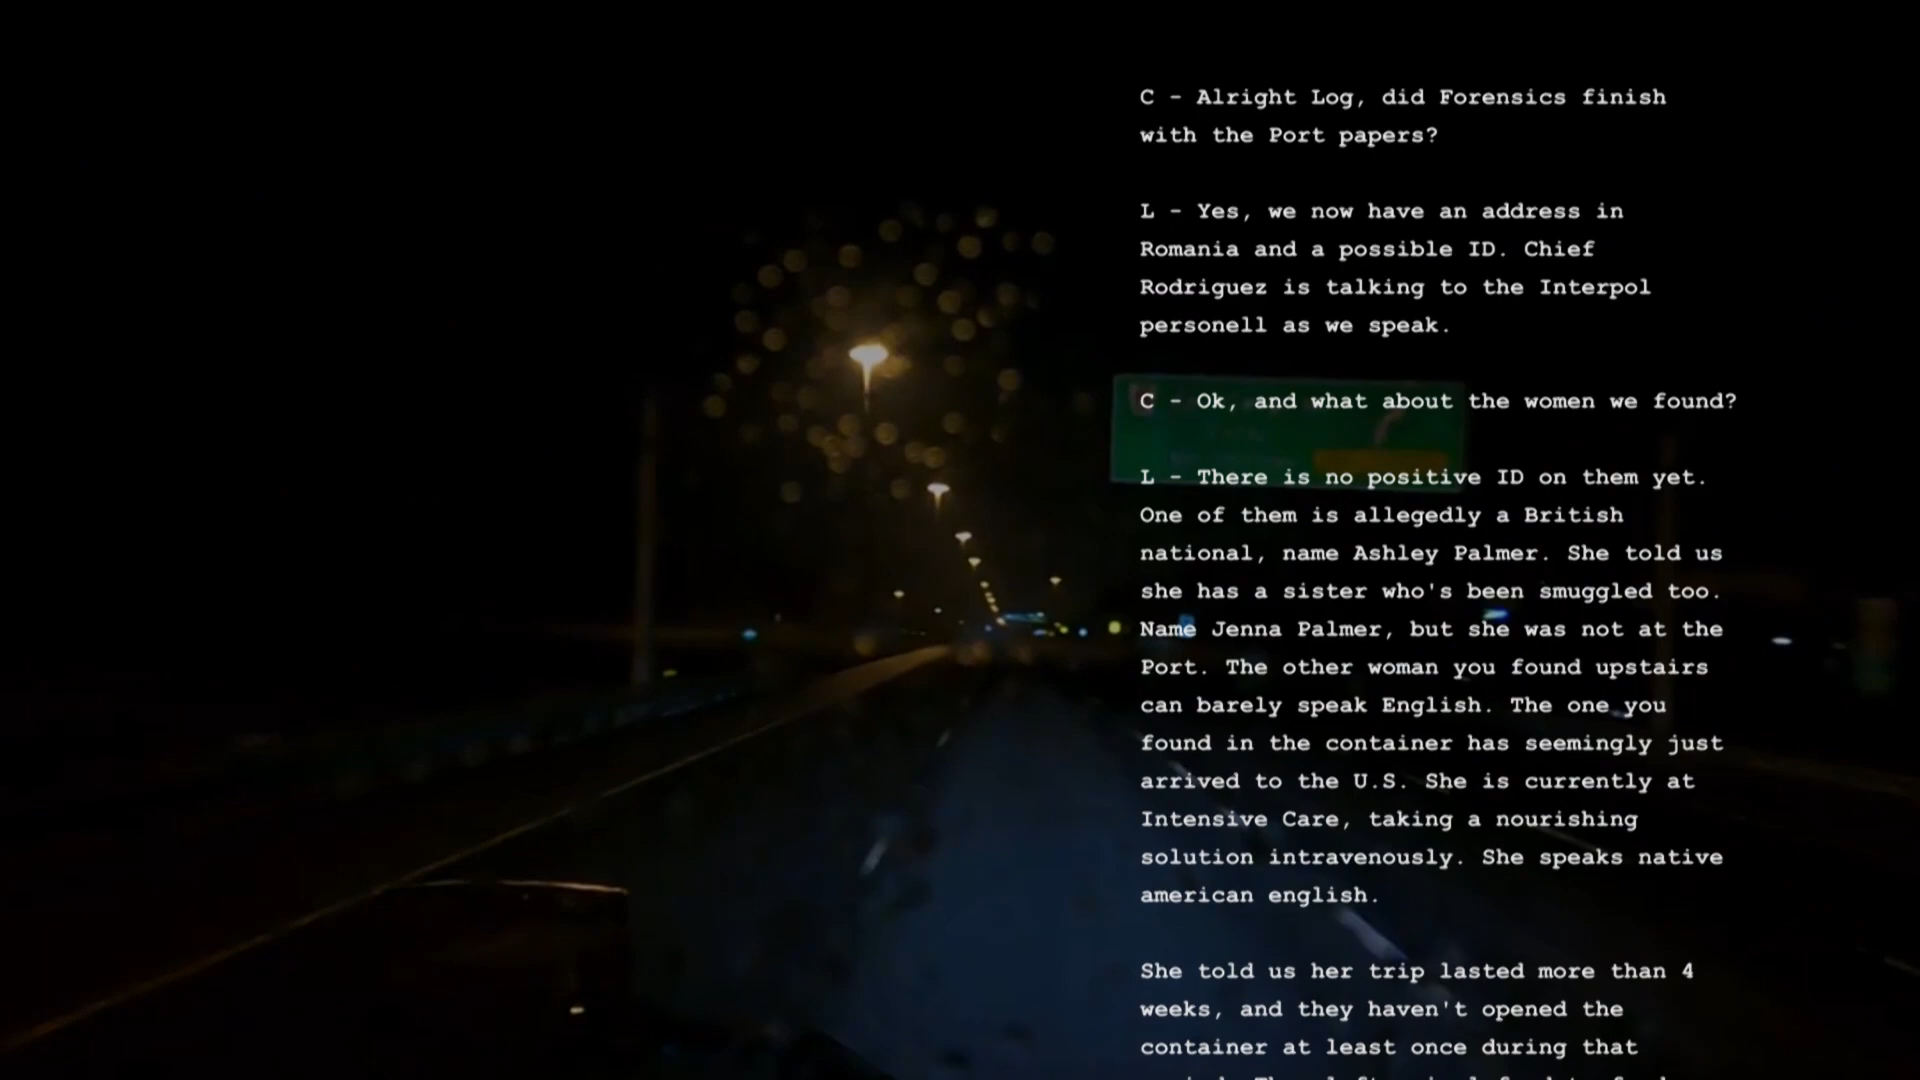 C - Alright Log, did Forensics finish
with the Port papers?
L - Yes, we now have an address in
Romania and a possible ID. Chief
Rodriguez is talking to the Interpol
personell as we speak.
C - Ok, and what about the women we found?
L - There is no positive ID on them yet.
One of them is allegedly a British
national, name Ashley Palmer. She told us
she has a sister who's been smuggled too.
Name Jenna Palmer, but she was not at the
Port. The other woman you found upstairs
can barely speak English. The one you
found in the container has seemingly just
arrived to the U.S. She is currently at
Intensive Care, taking a nourishing
solution intravenously. She speaks native
american english.
She told us her trip lasted more than 4
weeks, and they haven't opened the
container at least once during that